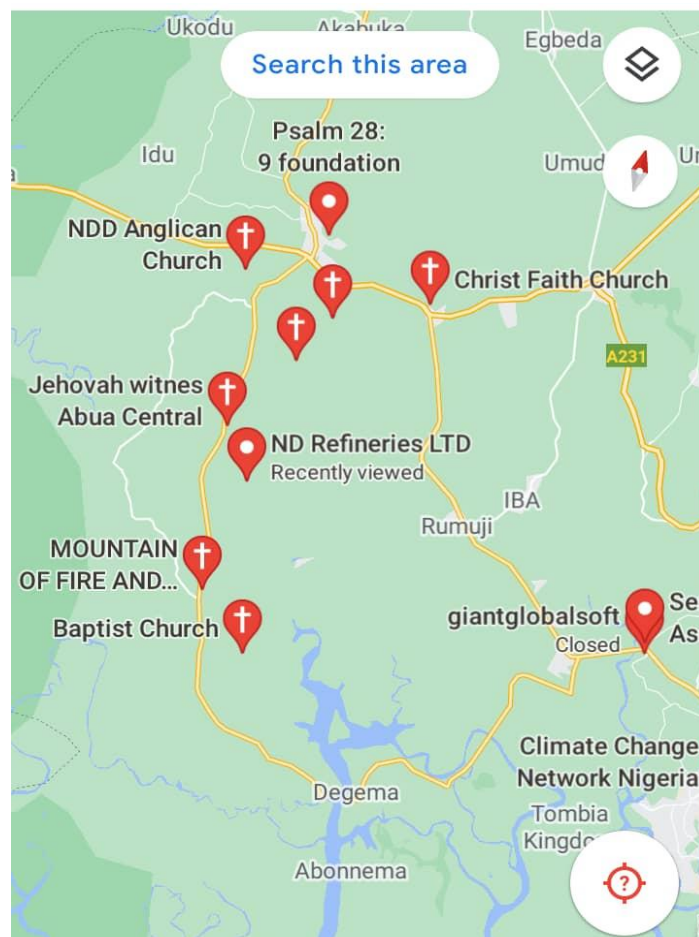 Ukodu
Akabuka
Egbeda
Search this area
Psalm 28:
9 foundation
Idu
Umud
NDD Anglican
Church
Christ Faith Church
A231
Jehovah witnes
Abua Central
ND Refineries LTD
Recently viewed
IBA
Rumuji
MOUNTAIN
OF FIRE AND...
Baptist Church
giantglobalsoft
Closed
Se
As
Climate Change
Network Nigeria
Degema
Tombia
Abonnema
?